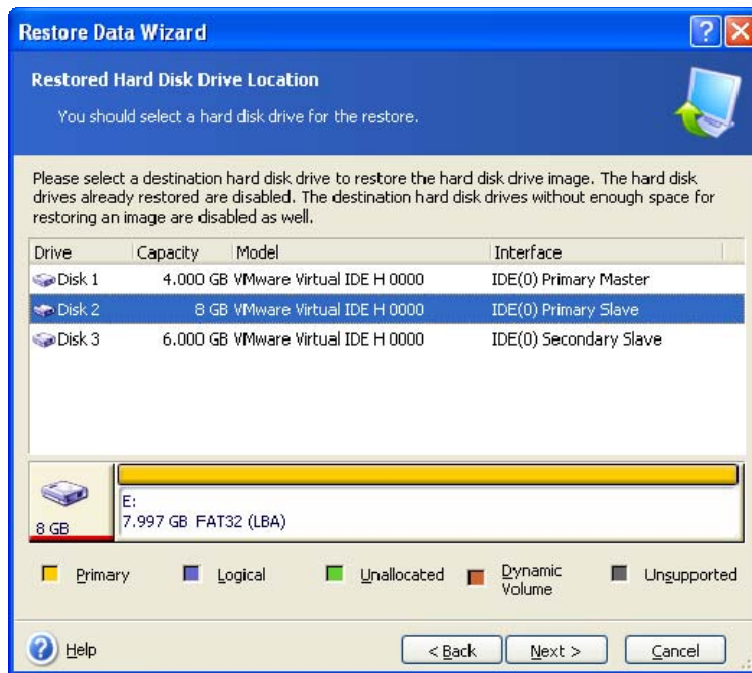 Restore Data Wizard
Restored Hard Disk Drive Location
You should select a hard disk drive for the restore.
Please select a destination hard disk drive to restore the hard disk drive image. The hard disk
drives already restored are disabled. The destination hard disk drives without enough space for
restoring an image are disabled as well.
Drive Capacity Model Interface
Disk 1 4.000 GB VMware Virtual IDE H 0000 IDE(0) Primary Master
Disk 2 8 GB VMware Virtual IDE H 0000 IDE(0) Primary Slave
Disk 3 6.000 GB VMware Virtual IDE H 0000 IDE(0) Secondary Slave
E:
8 GB 7.997 GB FAT32 (LBA)
Primary Logical Unallocated Dynamic Volume Unsupported
Help < Back Next > Cancel